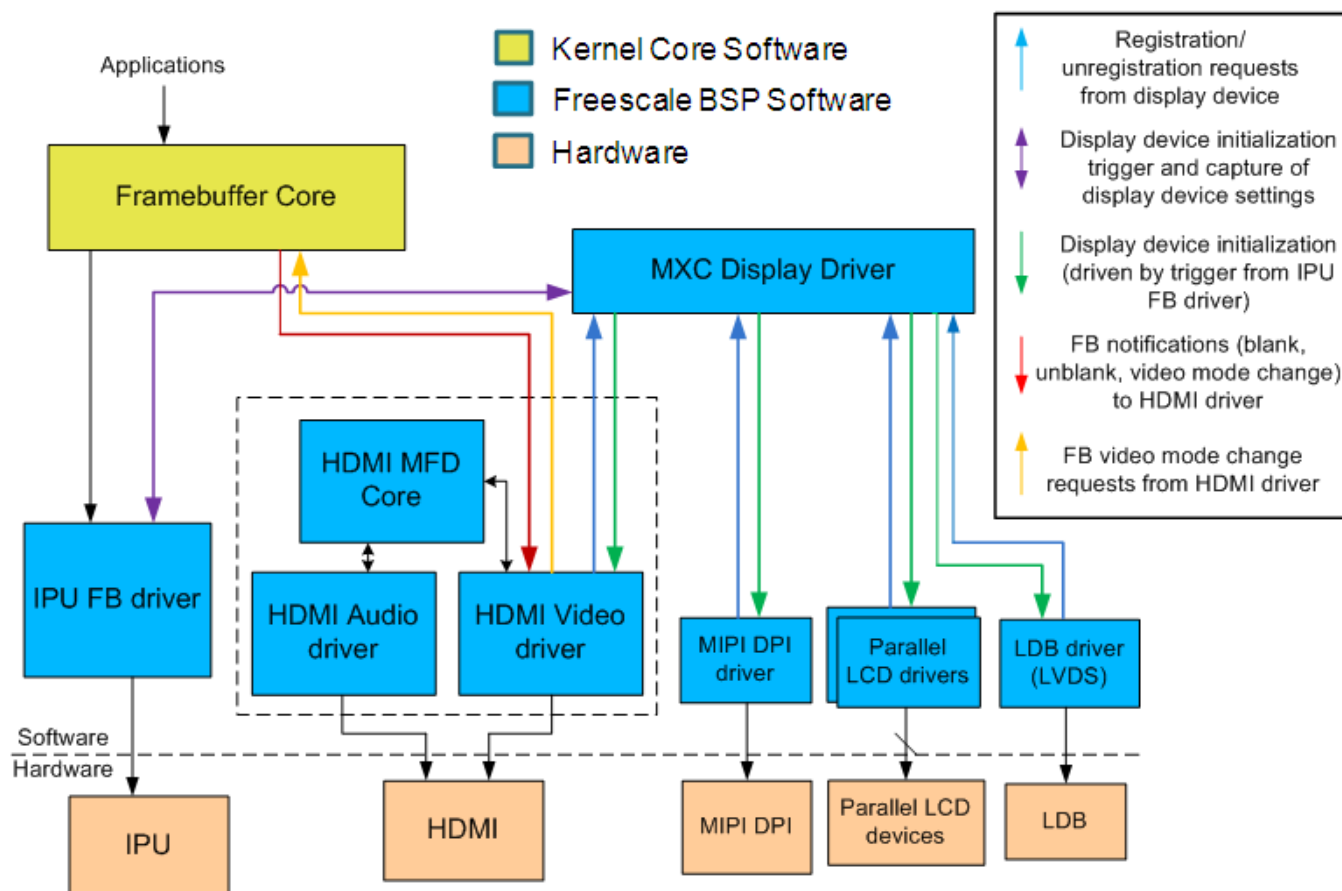 Applications
Kernel Core Software
Freescale BSP Software
Hardware
Registration/
unregistration requests
from display device
Display device initialization
trigger and capture of
display device settings
Display device initialization
(driven by trigger from IPU
FB driver)
FB notifications (blank,
unblank, video mode change)
to HDMI driver
FB video mode change
requests from HDMI driver
Framebuffer Core
MXC Display Driver
HDMI MFD
Core
IPU FB driver
HDMI Audio
driver
HDMI Video
driver
MIPI DPI
driver
Parallel
LCD drivers
LDB driver
(LVDS)
Software
Hardware
IPU
HDMI
MIPI DPI
Parallel LCD
devices
LDB